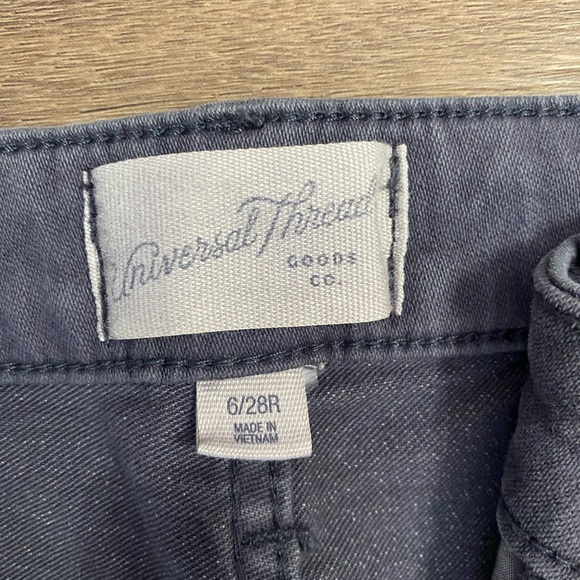 Universal Thread
GOODS
CO.
6/28R
MADE IN
VIETNAM